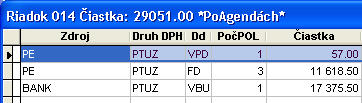 Riadok 014 Čiastka: 29051.00 *PoAgendách*
Zdroj Druh DPH Dd PočPOL Čiastka
PE PTUZ VPD 1 57.00
PE PTUZ FD 3 11 618.50
BANK PTUZ VBU 1 17 375.50